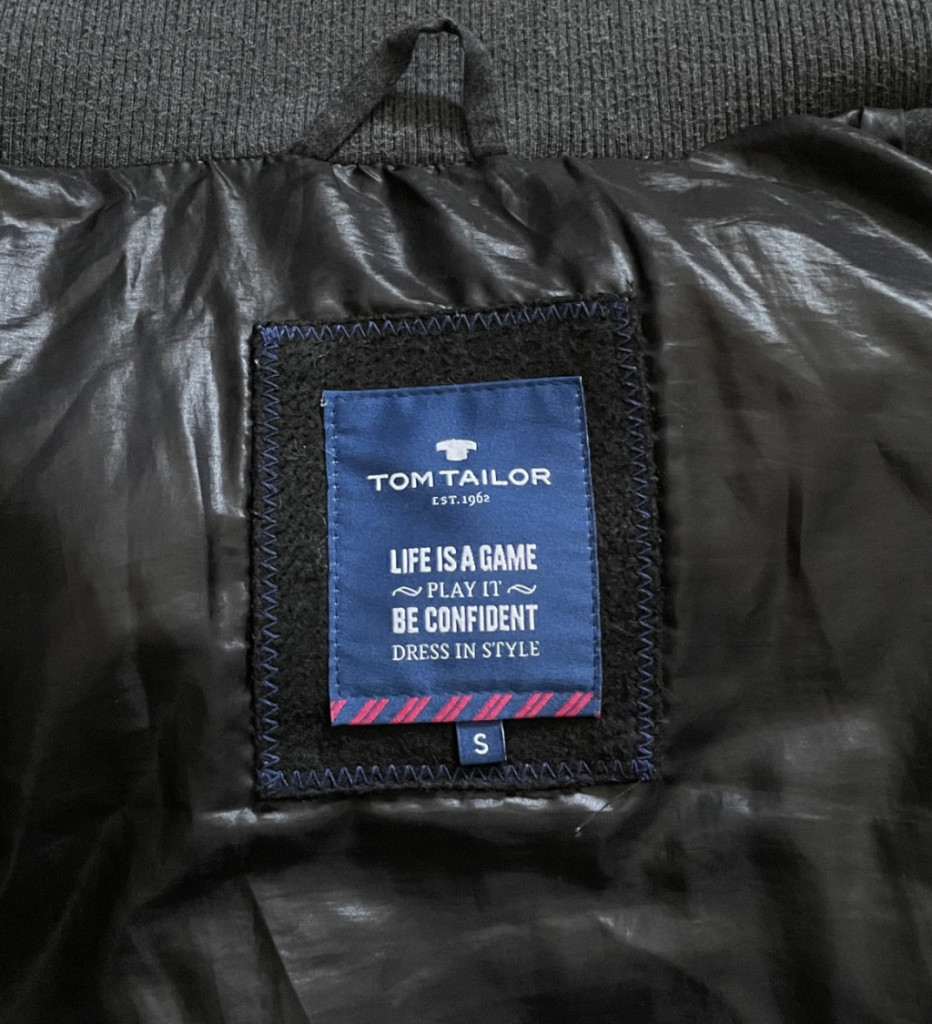 TOM TAILOR
EST. 1962
LIFE IS A GAME
~ PLAY IT ~
BE CONFIDENT
DRESS IN STYLE
S